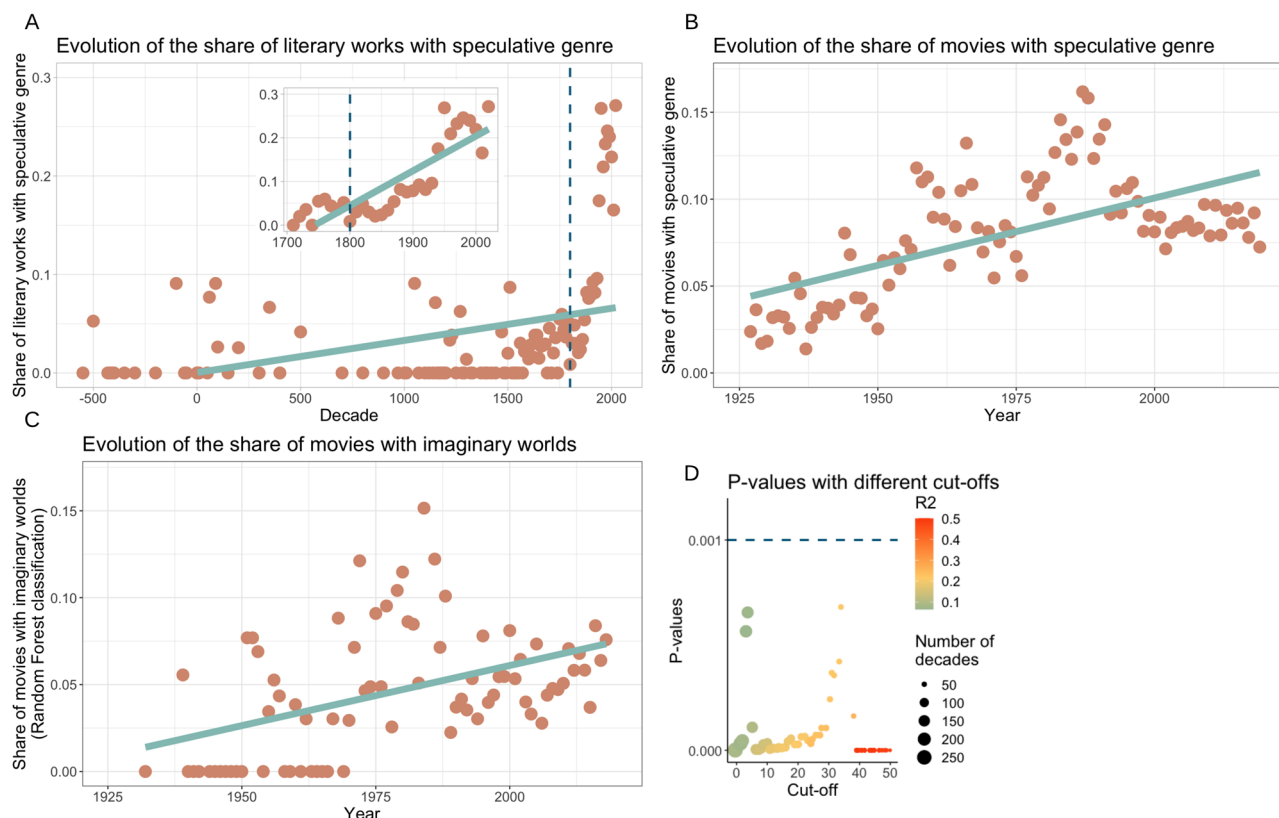 A
Evolution of the share of literary works with speculative genre
Share of literary works with speculative genre
0.3
0.2
0.1
0.0
0.3
0.2
0.1
0.0
1700
1800
1900
2000
-500
0
500
1000
1500
2000
Decade
B
Evolution of the share of movies with speculative genre
Share of movies with speculative genre
0.15
0.10
0.05
0.00
1925
1950
1975
2000
Year
C
Evolution of the share of movies with imaginary worlds
Share of movies with imaginary worlds
(Random Forest classification)
0.15
0.10
0.05
0.00
1925
1950
1975
2000
Year
D
P-values with different cut-offs
P-values
0.001
0.000
0
10
20
30
40
50
Cut-off
R2
0.5
0.4
0.3
0.2
0.1
Number of
decades
50
100
150
200
250